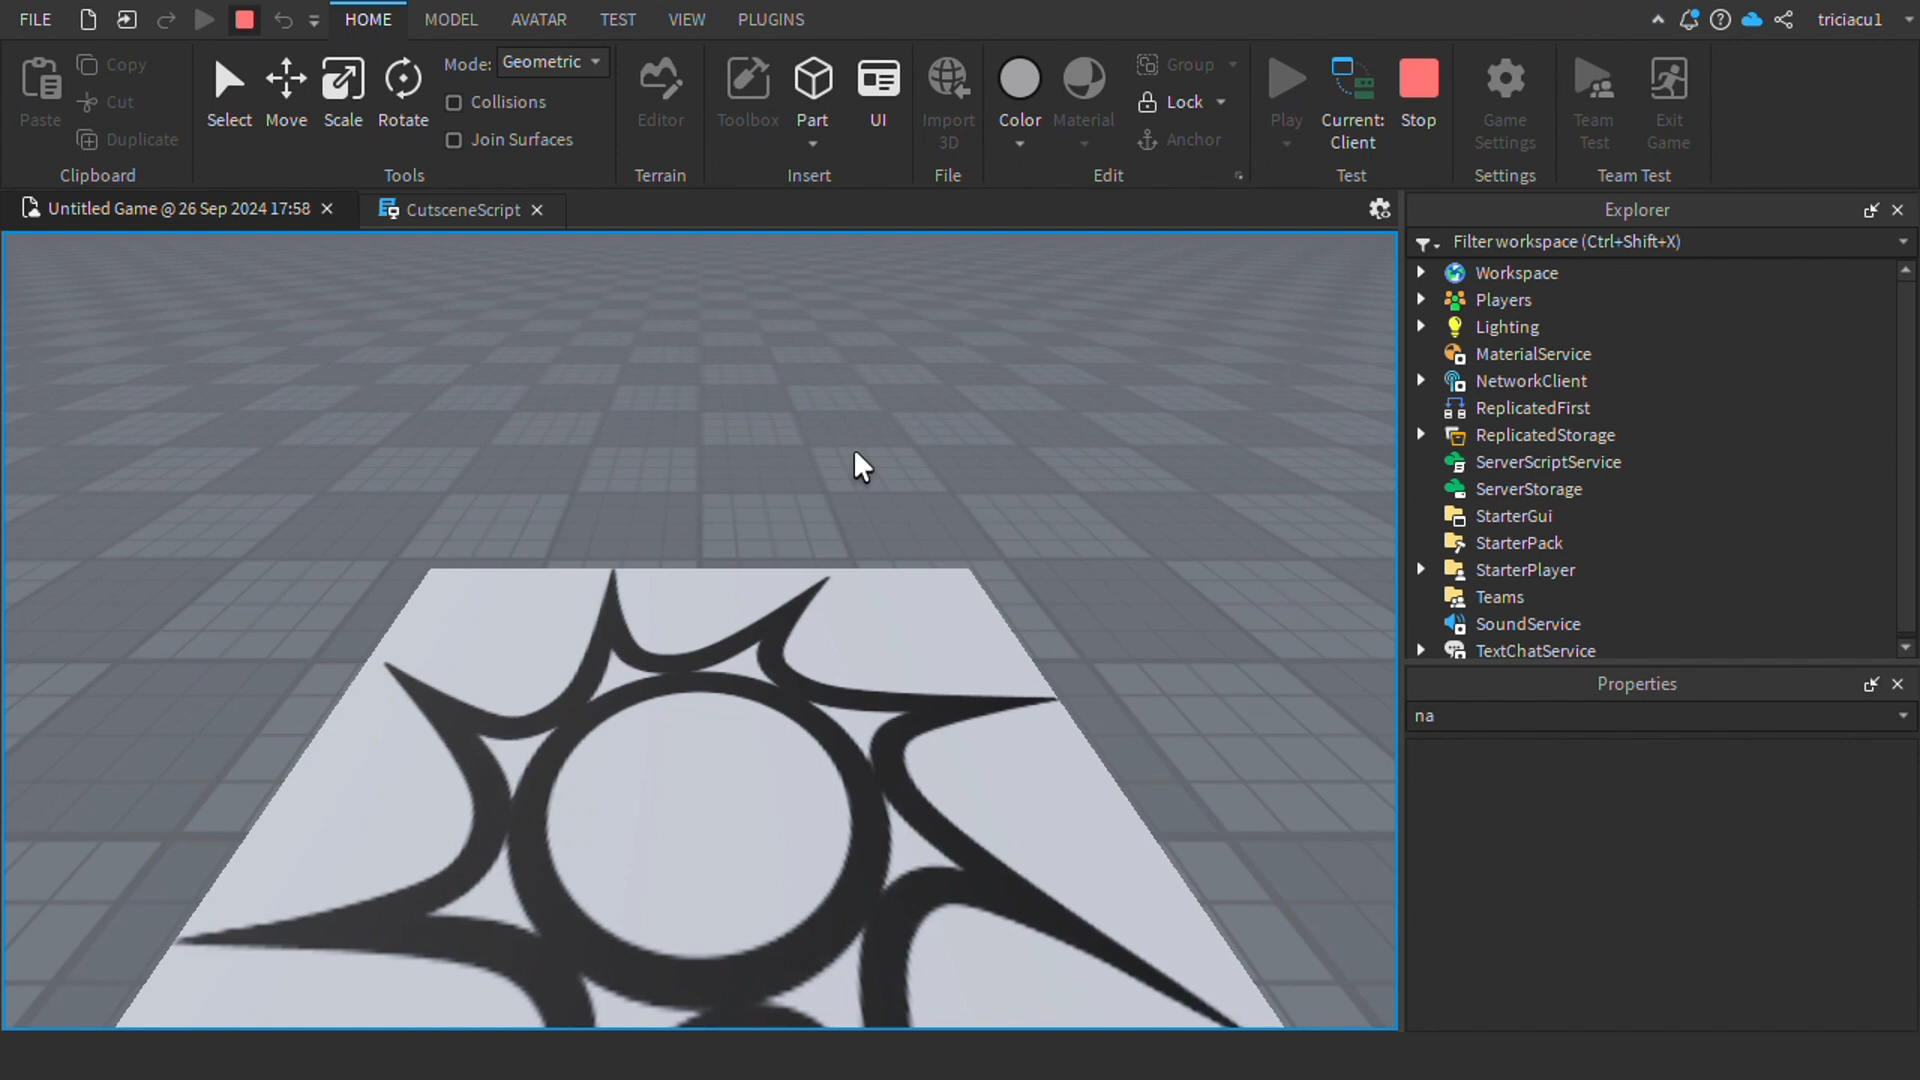 FILE HOME MODEL AVATAR TEST VIEW PLUGINS triciacu1
Paste Copy Cut Duplicate Clipboard
Select Move Scale Rotate Mode: Geometric Collisions Join Surfaces Tools
Editor Terrain
Toolbox Part UI Insert
Import 3D File
Color Material Group Lock Anchor Edit
Play Current: Client Stop Test
Game Settings Settings
Team Test Exit Game Team Test
Untitled Game @ 26 Sep 2024 17:58
CutsceneScript
Explorer
Filter workspace (Ctrl+Shift+X)
Workspace
Players
Lighting
MaterialService
NetworkClient
ReplicatedFirst
ReplicatedStorage
ServerScriptService
ServerStorage
StarterGui
StarterPack
StarterPlayer
Teams
SoundService
TextChatService
Properties
na